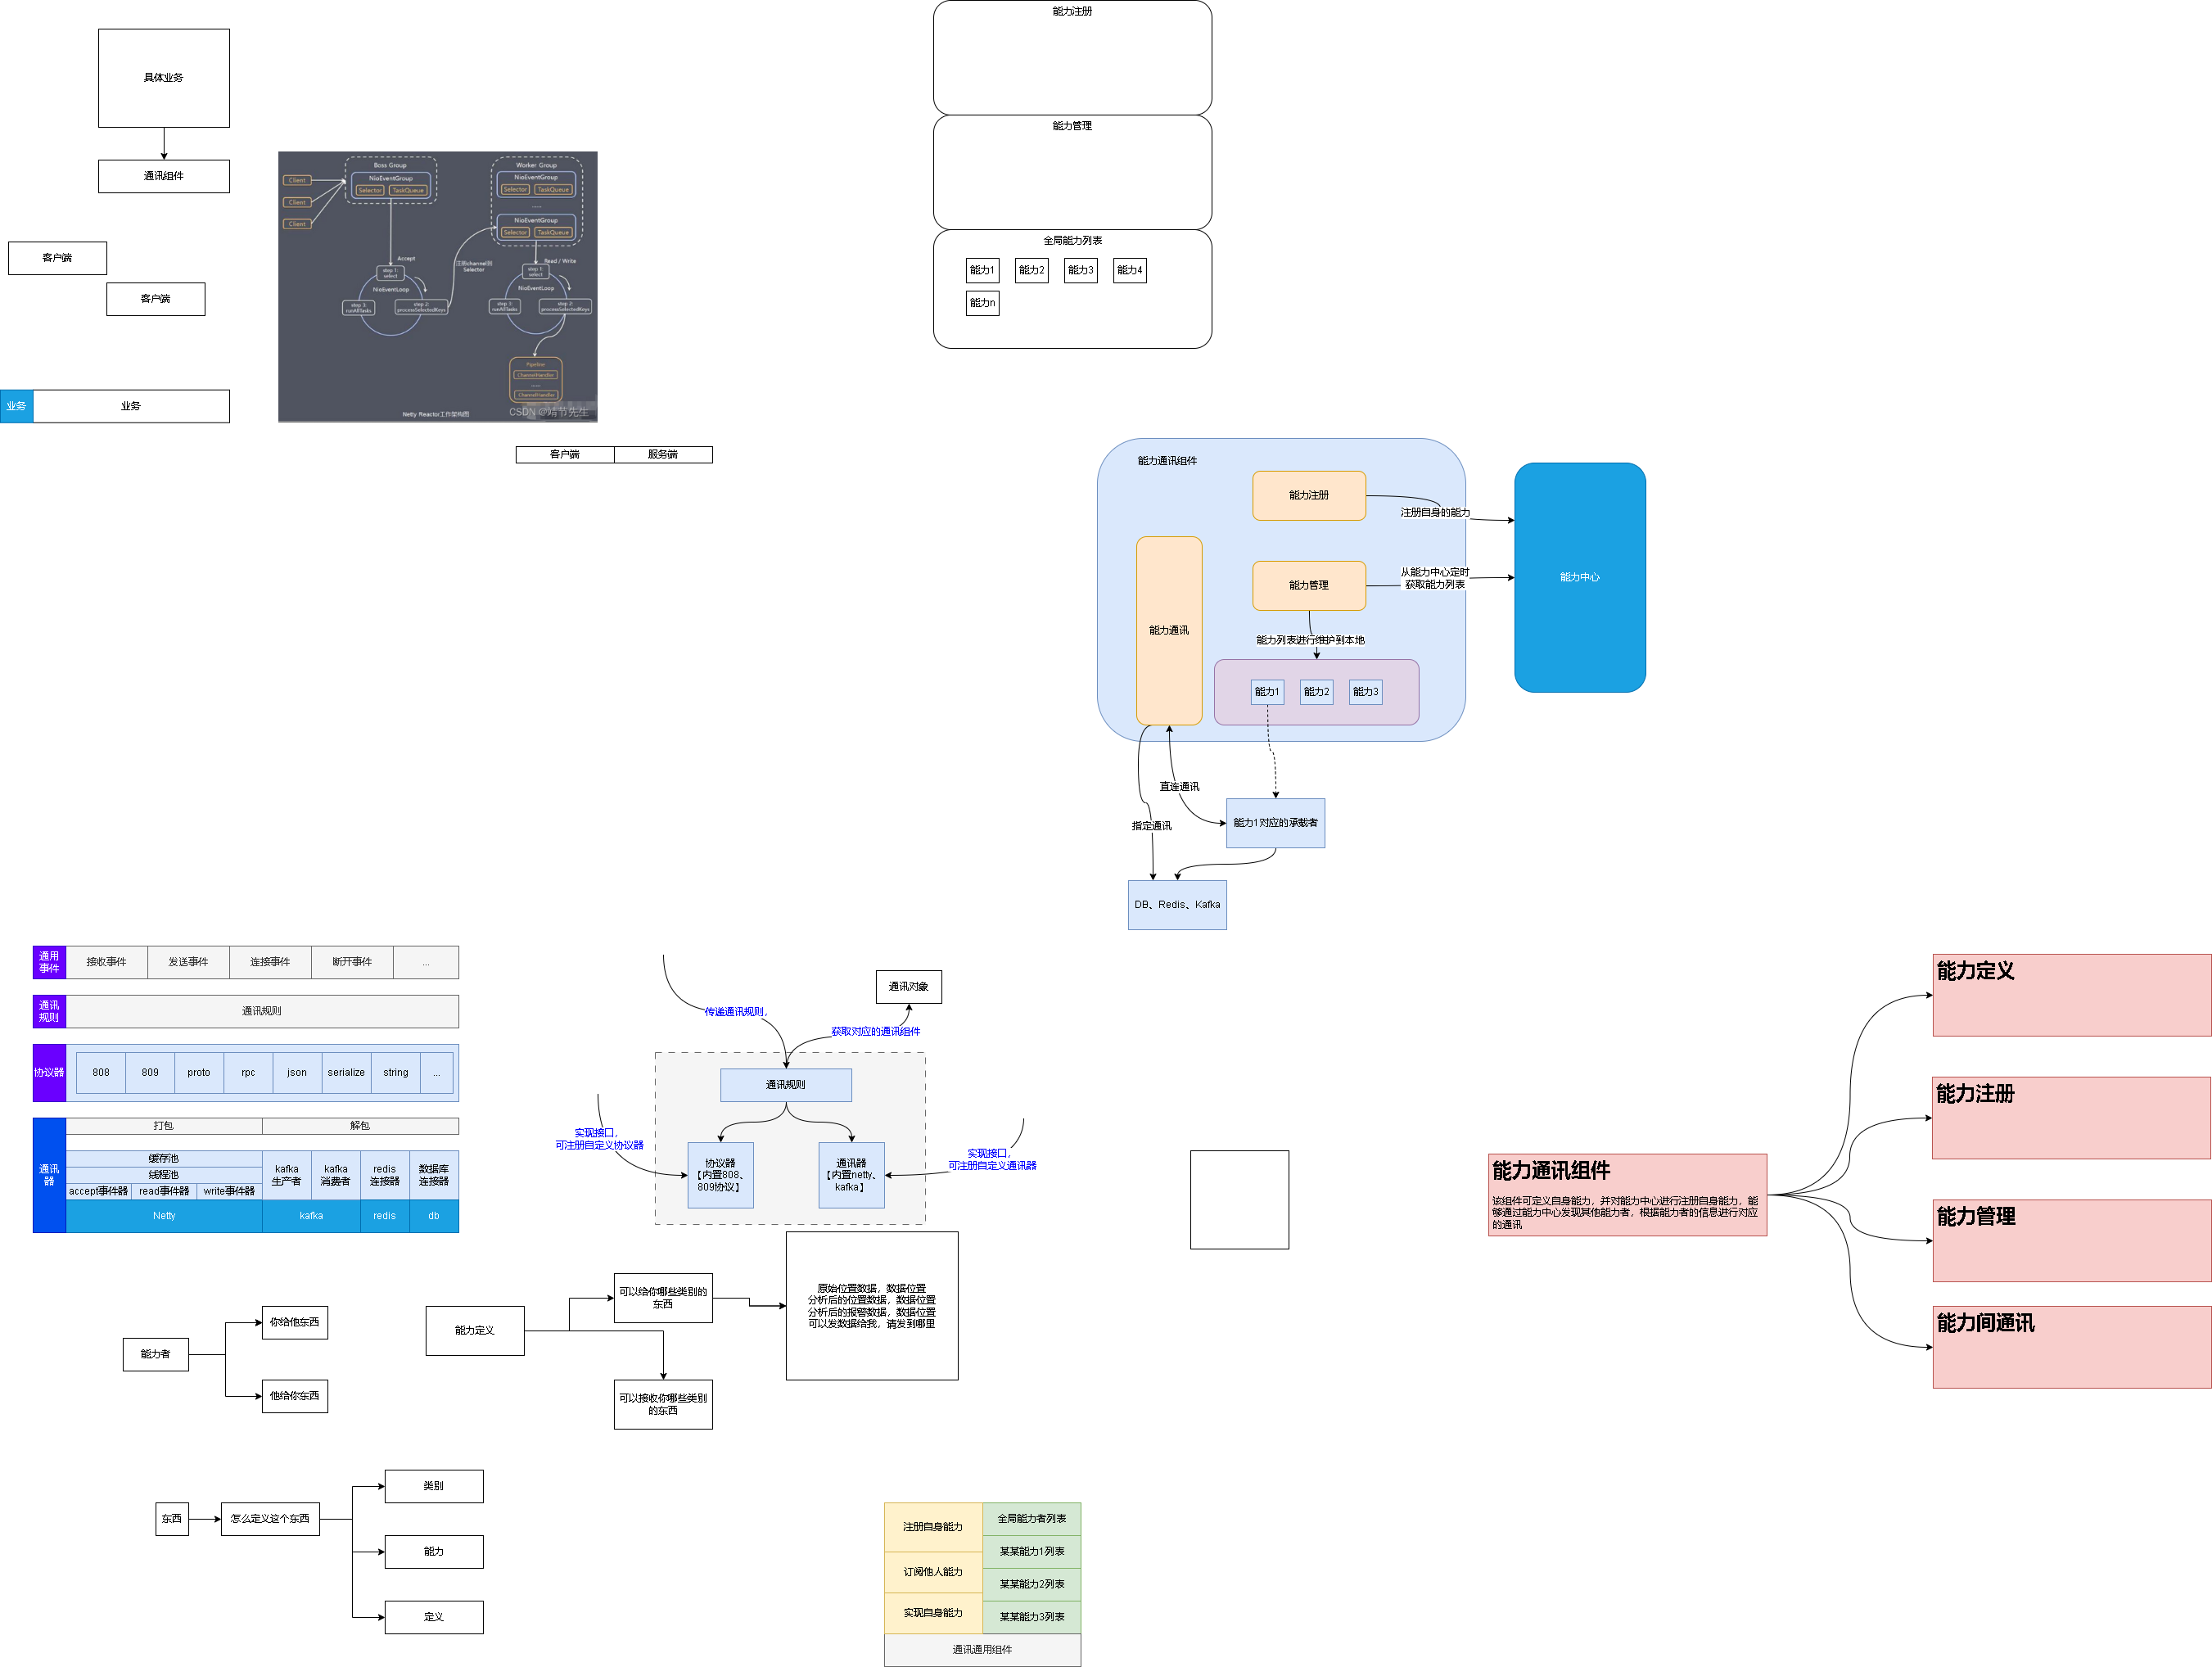 具体业务
通讯组件
客户端
客户端
业务
业务
Boss Group
NioEventGroup
Selector
TaskQueue
Client
Client
Client
Worker Group
NioEventGroup
Selector
TaskQueue
......
NioEventGroup
Selector
TaskQueue
Accept
step 1:
select
NioEventLoop
step 2:
processSelectedKeys
step 3:
runAllTasks
注册channel到
Selector
Read / Write
step 1:
select
NioEventLoop
step 2:
processSelectedKeys
step 3:
runAllTasks
Pipeline
ChannelHandler
......
ChannelHandler
Netty Reactor工作架构图
CSDN @靖节先生
客户端
服务端
能力注册
能力管理
全局能力列表
能力1
能力2
能力3
能力4
能力n
能力通讯组件
能力注册
注册自身的能力
能力管理
从能力中心定时
获取能力列表
能力中心
能力通讯
能力列表进行维护到本地
能力1
能力2
能力3
直连通讯
指定通讯
能力1对应的承载者
DB、Redis、Kafka
通用
事件
接收事件
发送事件
连接事件
断开事件
...
通讯
规则
通讯规则
协议器
808
809
proto
rpc
json
serialize
string
...
通讯
器
打包
解包
缓存池
线程池
accept事件器
read事件器
write事件器
kafka
生产者
kafka
消费者
redis
连接器
数据库
连接器
Netty
kafka
redis
db
传递通讯规则,
通讯对象
获取对应的通讯组件
通讯规则
实现接口,
可注册自定义协议器
协议器
【内置808、
809协议】
通讯器
【内置netty、
kafka】
实现接口,
可注册自定义通讯器
能力通讯组件
该组件可定义自身能力，并对能力中心进行注册自身能力，能
够通过能力中心发现其他能力者，根据能力者的信息进行对应
的通讯
能力定义
能力注册
能力管理
能力间通讯
能力者
你给他东西
他给你东西
能力定义
可以给你哪些类别的
东西
可以接收你哪些类别
的东西
原始位置数据，数据位置
分析后的位置数据，数据位置
分析后的报警数据，数据位置
可以发数据给我，请发到哪里
东西
怎么定义这个东西
类别
能力
定义
注册自身能力
订阅他人能力
实现自身能力
全局能力者列表
某某能力1列表
某某能力2列表
某某能力3列表
通讯通用组件